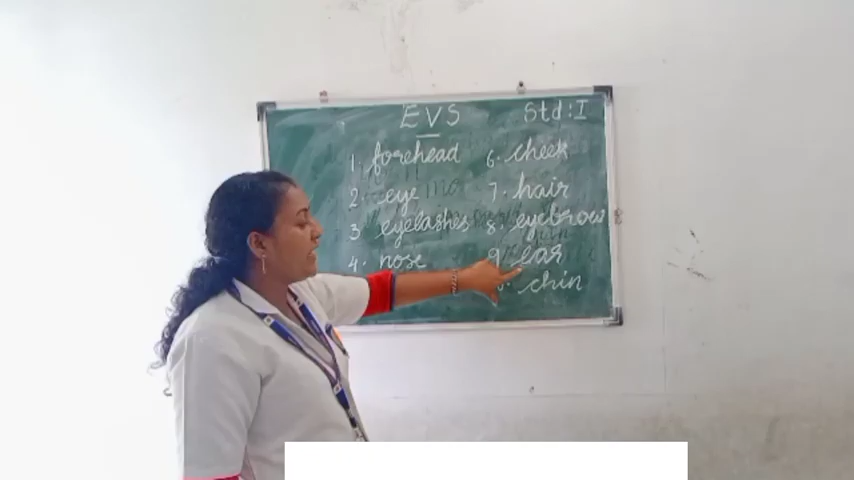 EVS Std:I
1. forehead 6. cheek
2. eye 7. hair
3 eyelashes 8. eyebrow
4. nose 9 ear
chin